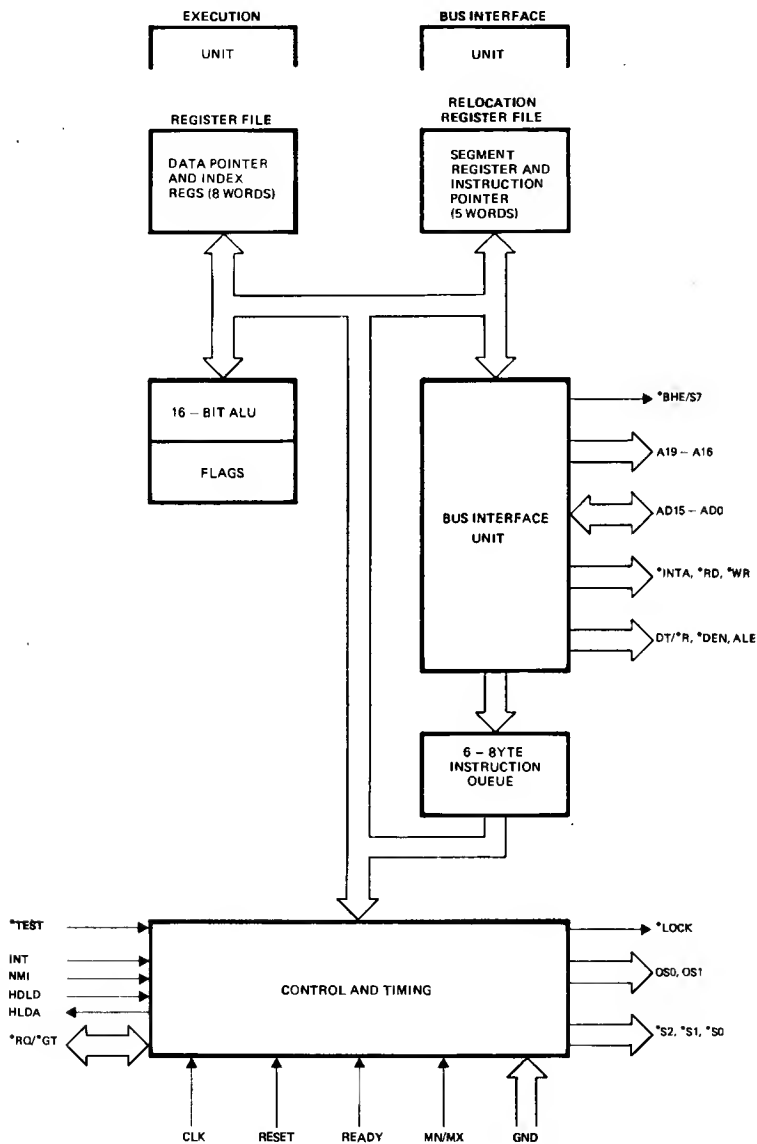 EXECUTION
UNIT
BUS INTERFACE
UNIT
REGISTER FILE
DATA POINTER
AND INDEX
REGS (8 WORDS)
RELOCATION
REGISTER FILE
SEGMENT
REGISTER AND
INSTRUCTION
POINTER
(5 WORDS)
16 – BIT ALU
FLAGS
BUS INTERFACE
UNIT
*BHE/S7
A19 – A16
AD15 – AD0
*INTA, *RD, *WR
DT/*R, *DEN, ALE
6 – 8YTE
INSTRUCTION
OUEUE
*TEST
INT
NMI
HDLD
HLDA
*RO/*GT
CONTROL AND TIMING
*LOCK
OS0, OS1
*S2, *S1, *S0
CLK
RESET
READY
MN/MX
GND